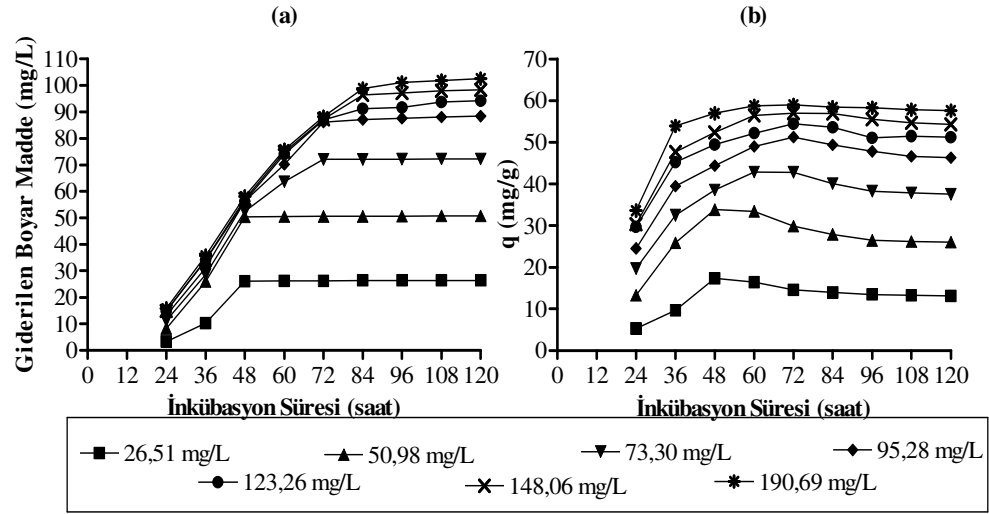 (a)
(b)
Giderilen Boyar Madde (mg/L)
110
100
90
80
70
60
50
40
30
20
10
0
0 12 24 36 48 60 72 84 96 108 120
İnkübasyon Süresi (saat)
q (mg/g)
70
60
50
40
30
20
10
0
0 12 24 36 48 60 72 84 96 108 120
İnkübasyon Süresi (saat)
26,51 mg/L 50,98 mg/L 73,30 mg/L 95,28 mg/L
123,26 mg/L 148,06 mg/L 190,69 mg/L